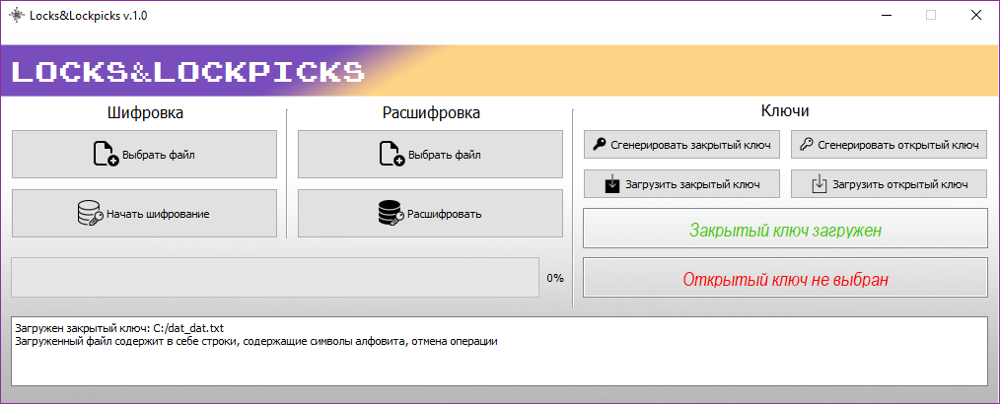 Locks&Lockpicks v.1.0
LOCKS&LOCKPICKS
Шифровка
Расшифровка
Ключи
Выбрать файл
Выбрать файл
Сгенерировать закрытый ключ
Сгенерировать открытый ключ
Начать шифрование
Расшифровать
Загрузить закрытый ключ
Загрузить открытый ключ
Закрытый ключ загружен
0%
Открытый ключ не выбран
Загружен закрытый ключ: C:/dat_dat.txt
Загруженный файл содержит в себе строки, содержащие символы алфовита, отмена операции